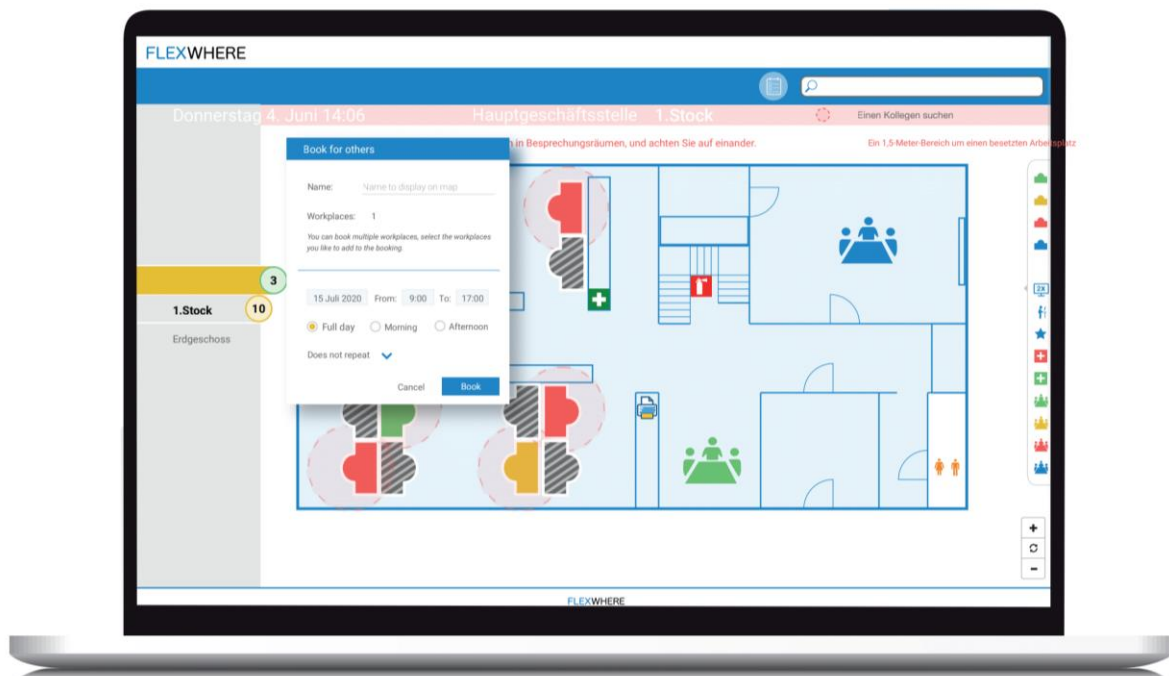 FLEXWHERE
Donnerstag 4. Juni 14:06
Hauptgeschäftsstelle 1.Stock
Einen Kollegen suchen
in Besprechungsräumen, und achten Sie auf einander.
Ein 1,5-Meter-Bereich um einen besetzten Arbeitsplatz
Book for others
Name: Name to display on map
Workplaces: 1
You can book multiple workplaces, select the workplaces
you like to add to the booking.
3
1.Stock 10
Erdgeschoss
15 Juli 2020 From: 9:00 To: 17:00
Full day Morning Afternoon
Does not repeat
Cancel Book
2X
+
−
FLEXWHERE